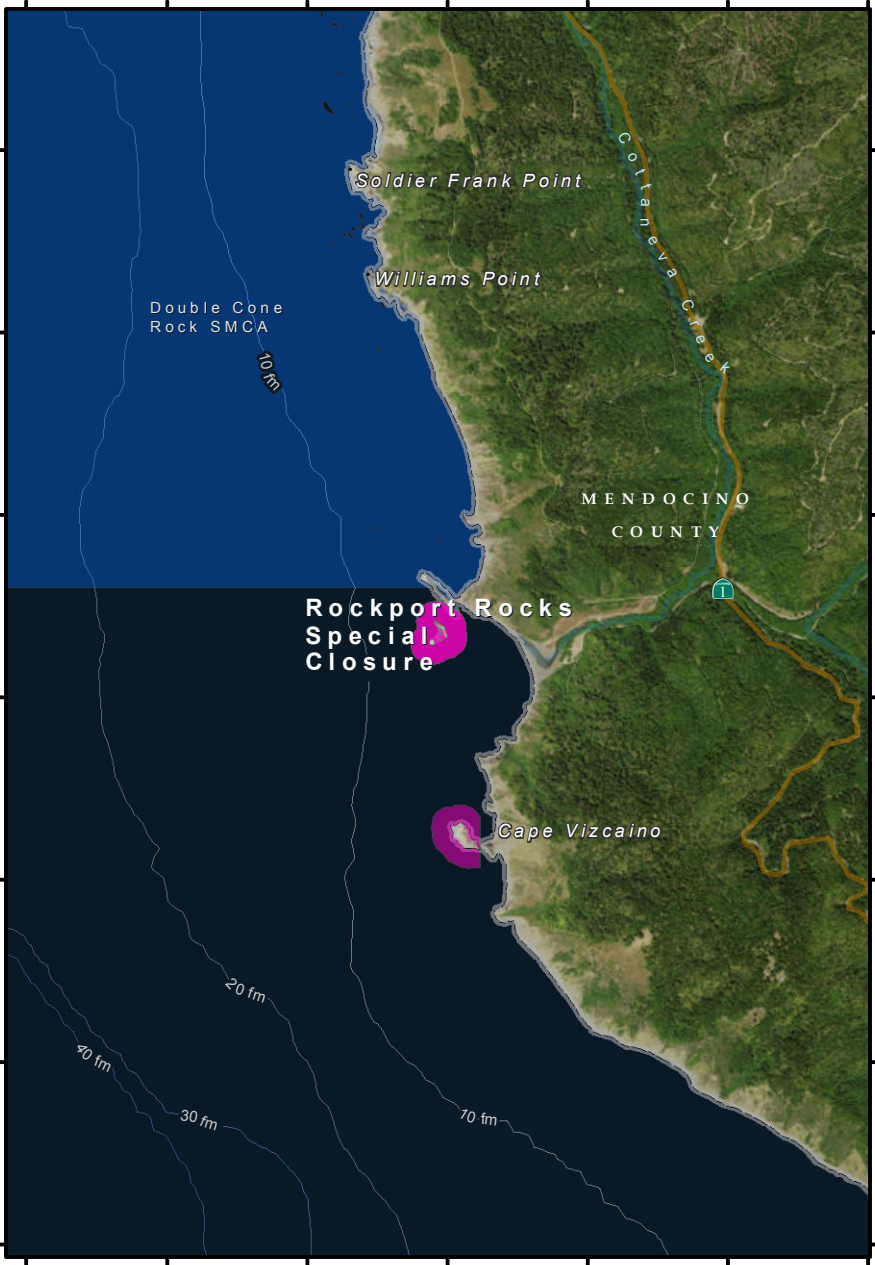 Cottaneva Creek
Soldier Frank Point
Williams Point
Double Cone
Rock SMCA
10 fm
MENDOCINO
COUNTY
1
Rockport Rocks
Special
Closure
Cape Vizcaino
20 fm
40 fm
30 fm
10 fm